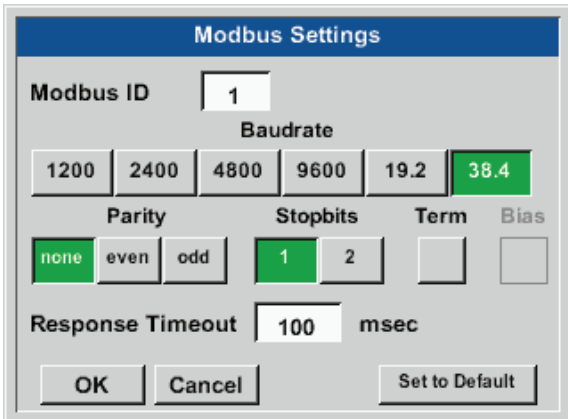 Modbus Settings
Modbus ID 1
Baudrate
1200 2400 4800 9600 19.2 38.4
Parity Stopbits Term Bias
none even odd 1 2
Response Timeout 100 msec
OK Cancel Set to Default